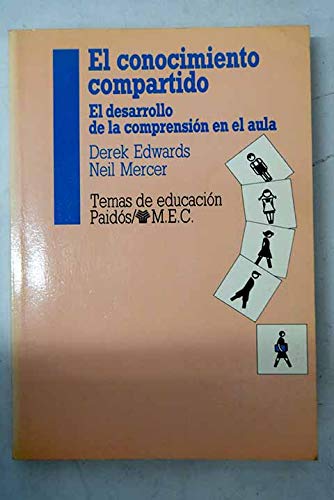 El conocimiento
compartido
El desarrollo
de la comprensión en el aula
Derek Edwards
Neil Mercer
Temas de educación
Paidós/M.E.C.